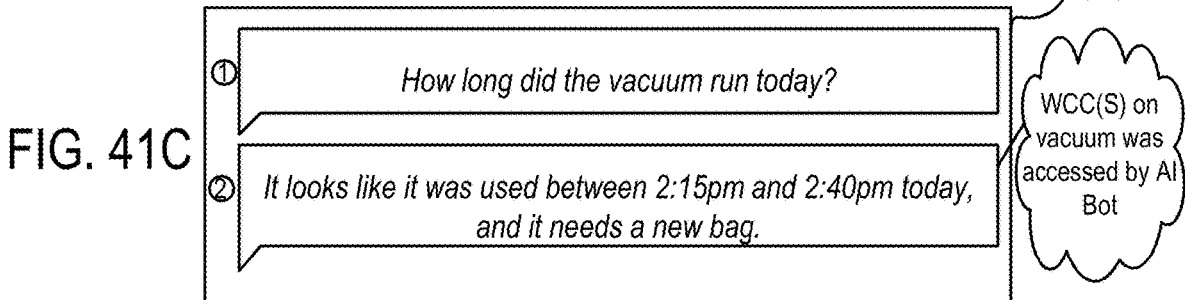 FIG. 41C
①
How long did the vacuum run today?
②
It looks like it was used between 2:15pm and 2:40pm today,
and it needs a new bag.
WCC(S) on
vacuum was
accessed by AI
Bot